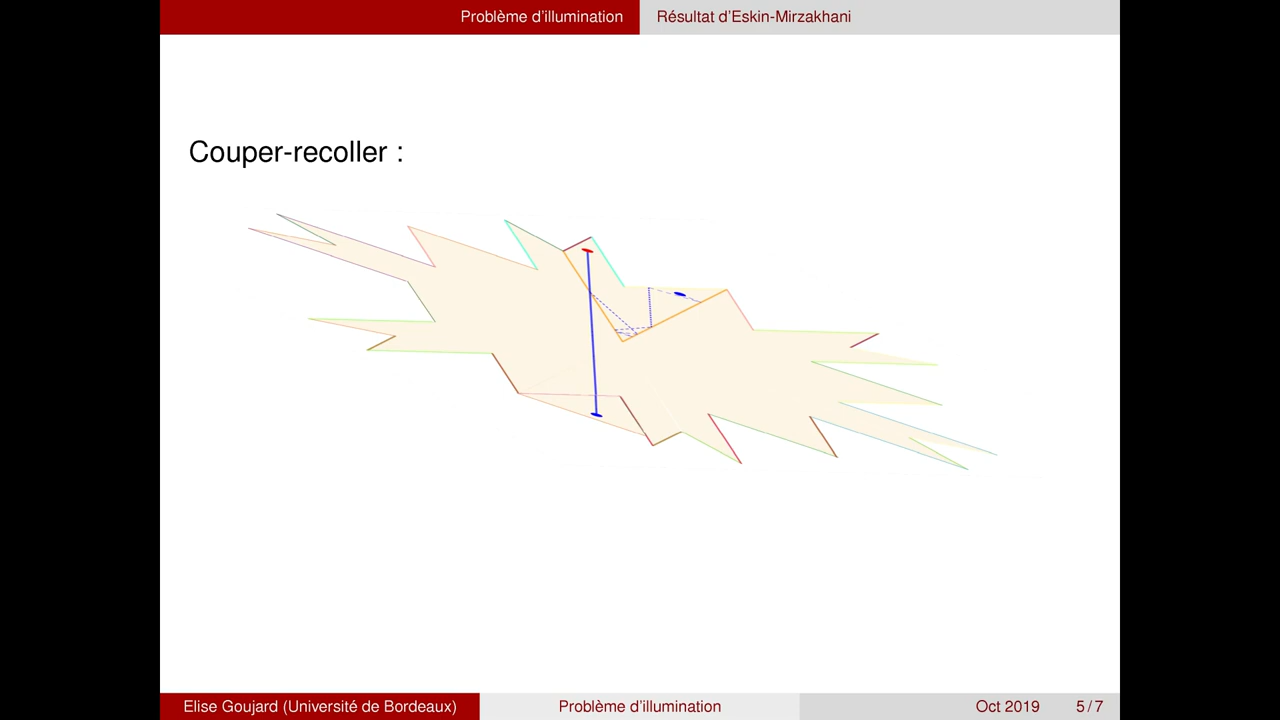 Problème d'illumination
Résultat d'Eskin-Mirzakhani
Couper-recoller :
Elise Goujard (Université de Bordeaux)
Problème d'illumination
Oct 2019
5 / 7